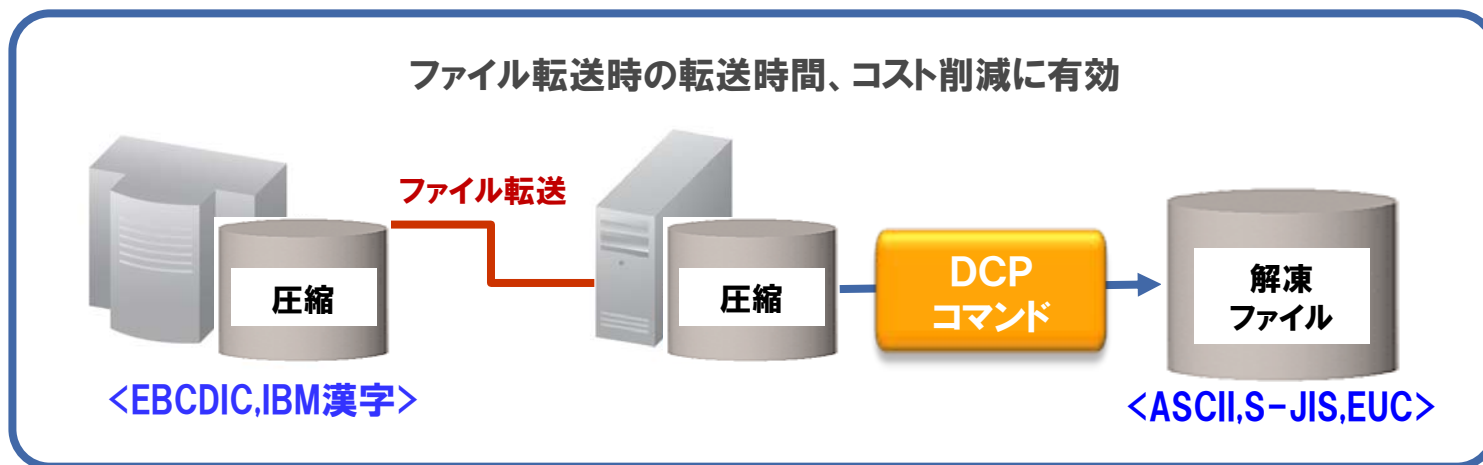 ファイル転送時の転送時間、コスト削減に有効
ファイル転送
圧縮
圧縮
DCP
コマンド
解凍
ファイル
<EBCDIC,IBM漢字>
<ASCII,S-JIS,EUC>